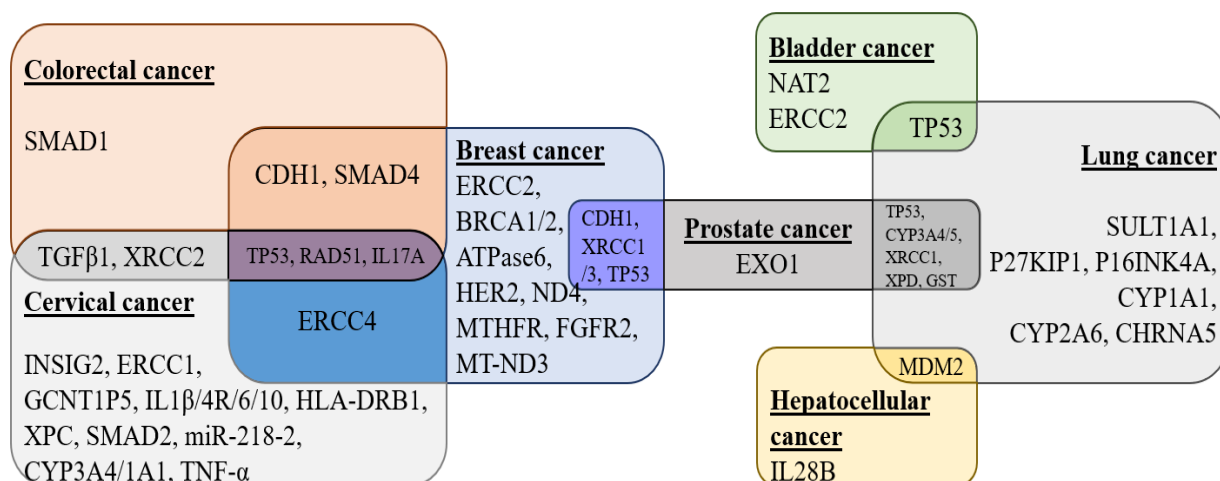 Colorectal cancer
SMAD1
CDH1, SMAD4
TGFβ1, XRCC2
TP53, RAD51, IL17A
Cervical cancer
INSIG2, ERCC1,
GCNT1P5, IL1β/4R/6/10, HLA-DRB1,
XPC, SMAD2, miR-218-2,
CYP3A4/1A1, TNF-α
ERCC4
Breast cancer
ERCC2,
BRCA1/2,
ATPase6,
HER2, ND4,
MTHFR, FGFR2,
MT-ND3
CDH1,
XRCC1
/3, TP53
Prostate cancer
EXO1
TP53,
CYP3A4/5,
XRCC1,
XPD, GST
Bladder cancer
NAT2
ERCC2
TP53
Lung cancer
SULT1A1,
P27KIP1, P16INK4A,
CYP1A1,
CYP2A6, CHRNA5
MDM2
Hepatocellular
cancer
IL28B